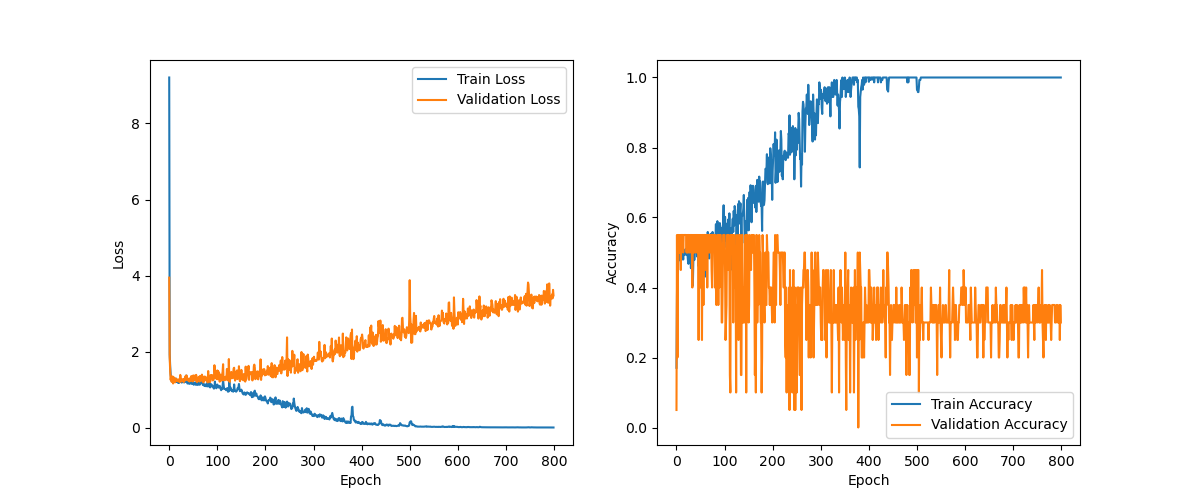 Train Loss
Validation Loss
8
6
4
2
0
Loss
0 100 200 300 400 500 600 700 800
Epoch
1.0
0.8
0.6
0.4
0.2
0.0
Accuracy
Train Accuracy
Validation Accuracy
0 100 200 300 400 500 600 700 800
Epoch